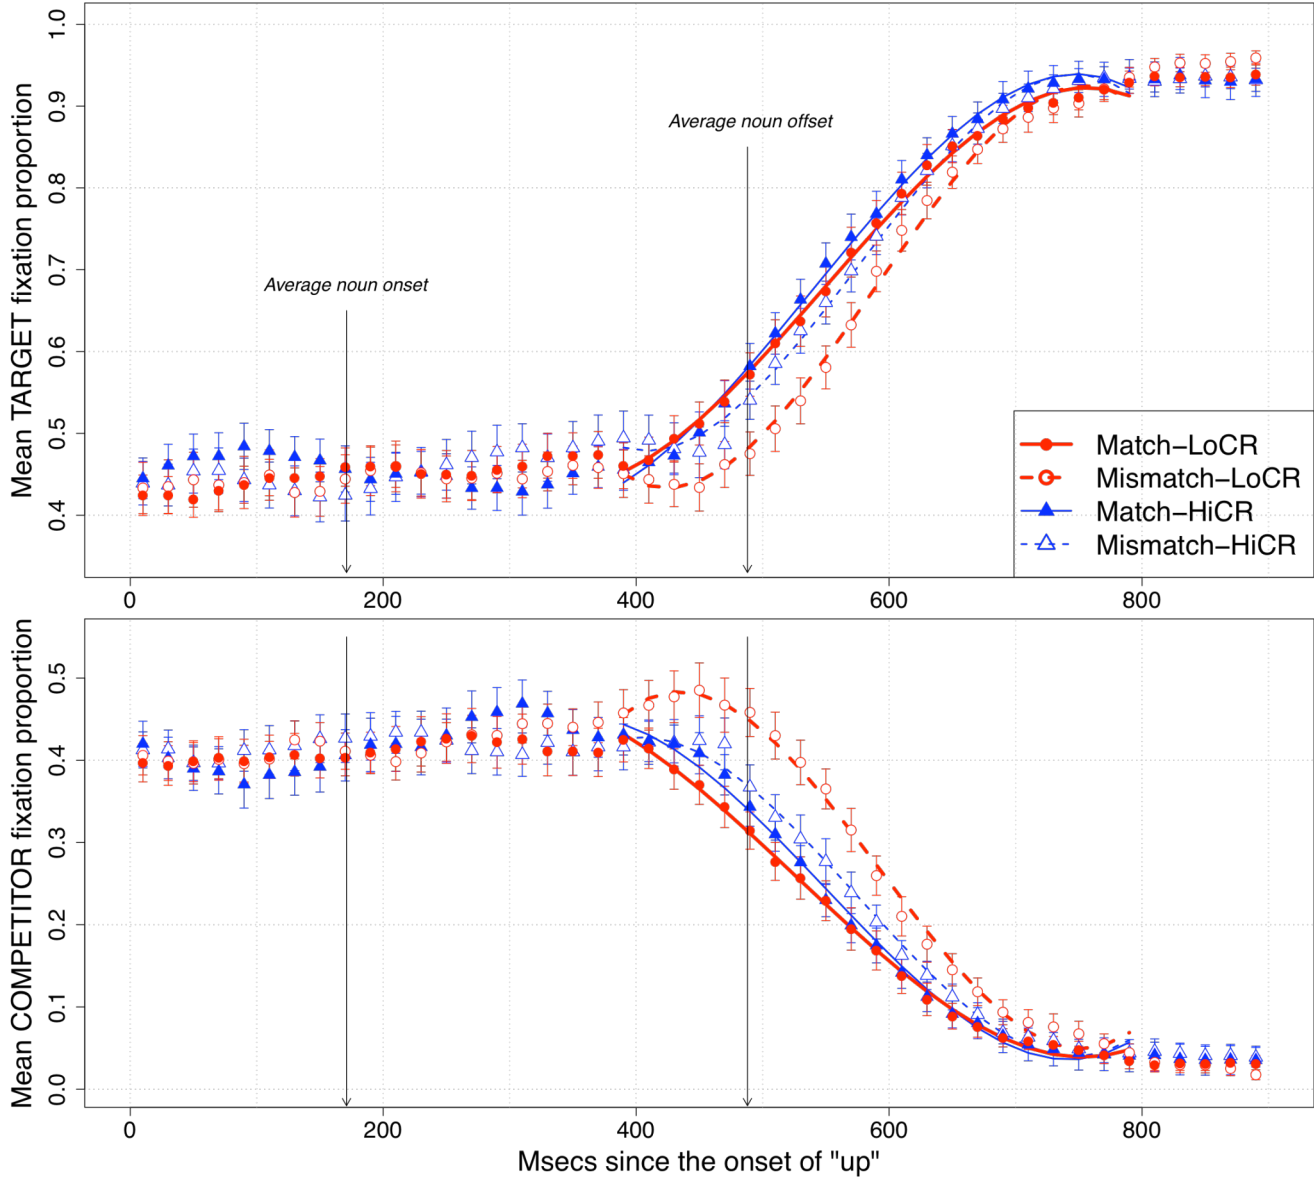 Mean TARGET fixation proportion
1.0
0.9
0.8
0.7
0.6
0.5
0.4
Average noun onset
Average noun offset
Match−LoCR
Mismatch−LoCR
Match−HiCR
Mismatch−HiCR
0 200 400 600 800
Mean COMPETITOR fixation proportion
0.5
0.4
0.3
0.2
0.1
0.0
0 200 400 600 800
Msecs since the onset of "up"